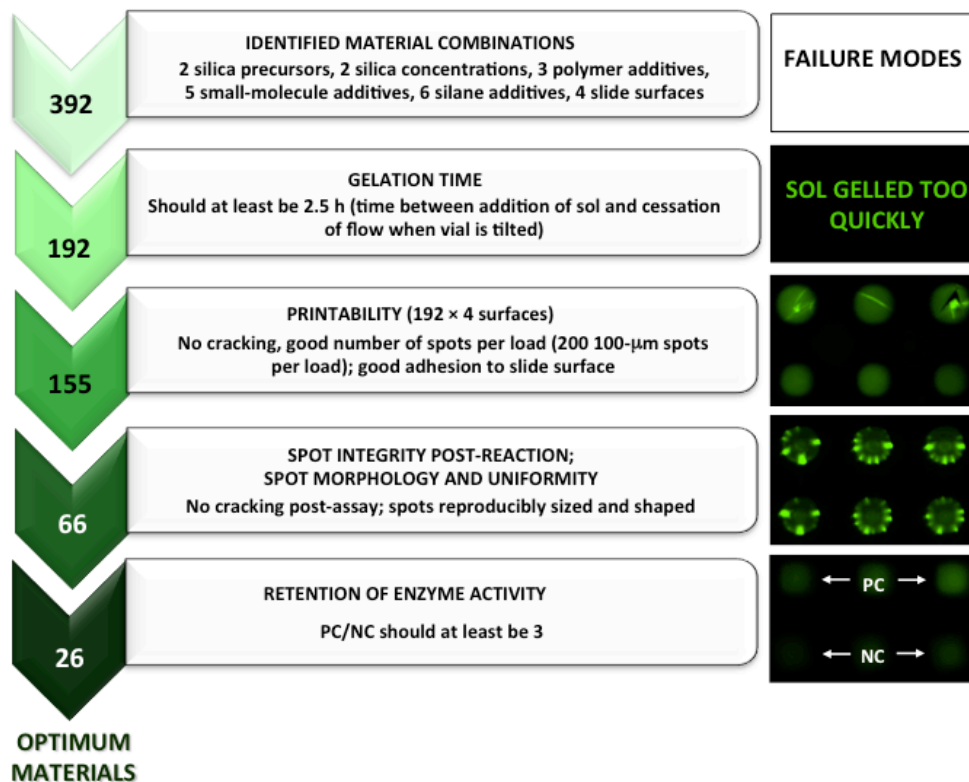 392
IDENTIFIED MATERIAL COMBINATIONS
2 silica precursors, 2 silica concentrations, 3 polymer additives,
5 small-molecule additives, 6 silane additives, 4 slide surfaces
FAILURE MODES
192
GELATION TIME
Should at least be 2.5 h (time between addition of sol and cessation
of flow when vial is tilted)
SOL GELLED TOO
QUICKLY
155
PRINTABILITY (192 × 4 surfaces)
No cracking, good number of spots per load (200 100-μm spots
per load); good adhesion to slide surface
66
SPOT INTEGRITY POST-REACTION;
SPOT MORPHOLOGY AND UNIFORMITY
No cracking post-assay; spots reproducibly sized and shaped
26
RETENTION OF ENZYME ACTIVITY
PC/NC should at least be 3
PC
NC
OPTIMUM
MATERIALS